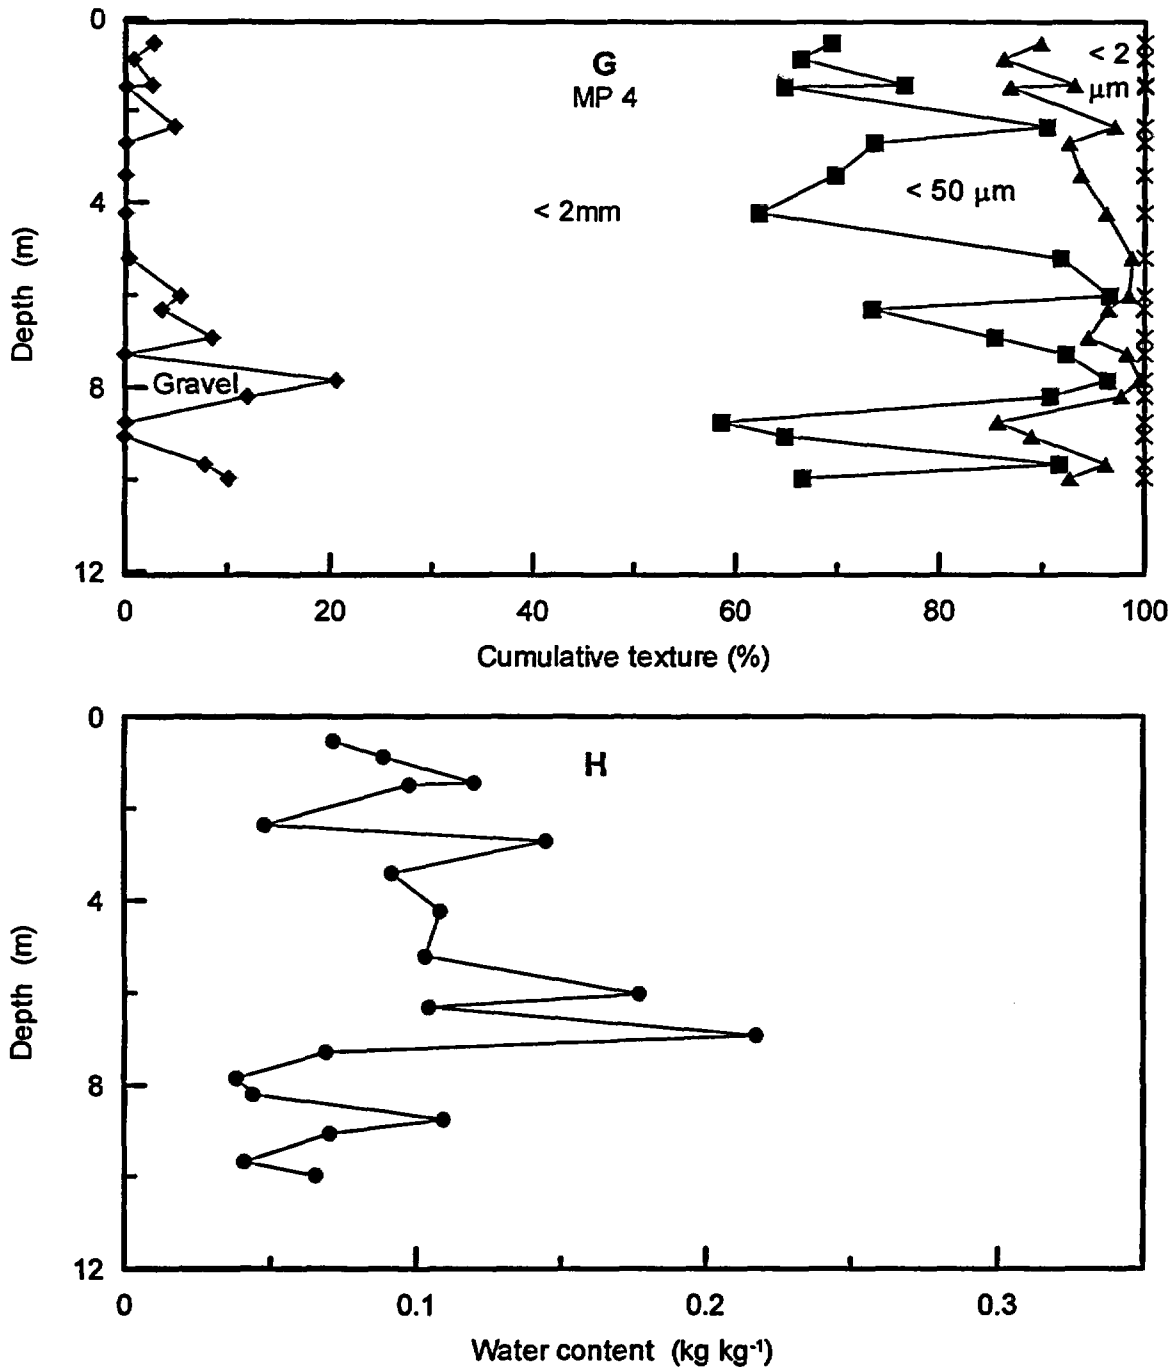 0
4
8
12
Depth (m)
G
MP 4
< 2
µm
< 50 µm
< 2mm
Gravel
0 20 40 60 80 100
Cumulative texture (%)
0
4
8
12
Depth (m)
H
0 0.1 0.2 0.3
Water content (kg kg⁻¹)